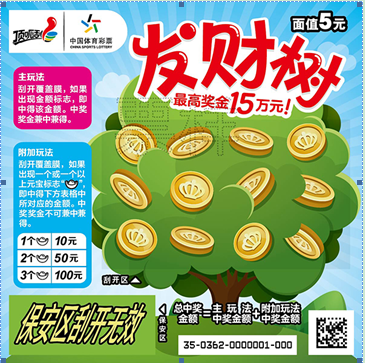 顶呱刮
中国体育彩票
CHINA SPORTS LOTTERY
面值5元
发财树
最高奖金15万元!
票样
主玩法
刮开覆盖膜,如果
出现金额标志,即
中得该金额。中奖
奖金兼中兼得。
附加玩法
刮开覆盖膜,如果
出现一个或一个以
上元宝标志“ ”,
即中得下方表格中
所对应的金额。中
奖奖金不可兼中兼
得。
1个 10元
2个 50元
3个 100元
刮开区
保安区
保安区刮开无效
总中奖金额=主玩法中奖金额+附加玩法中奖金额
35-0362-0000001-000